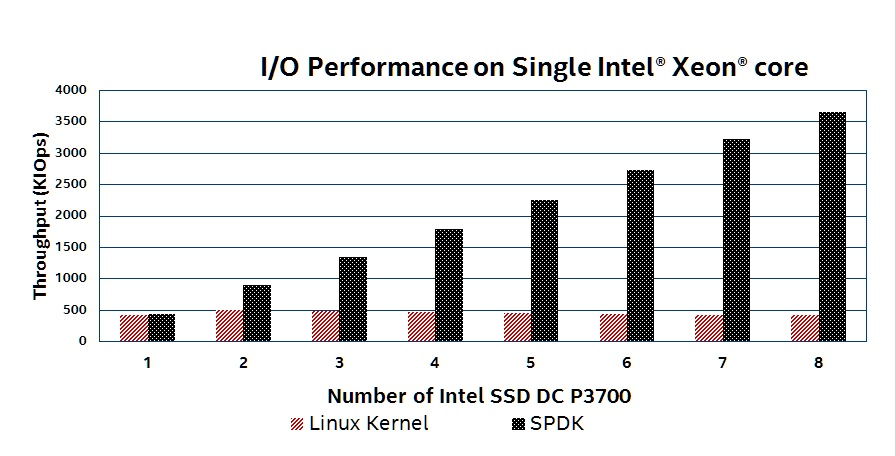 I/O Performance on Single Intel® Xeon® core
4000
3500
3000
2500
2000
1500
1000
500
0
Throughput (KIOps)
1 2 3 4 5 6 7 8
Number of Intel SSD DC P3700
Linux Kernel SPDK